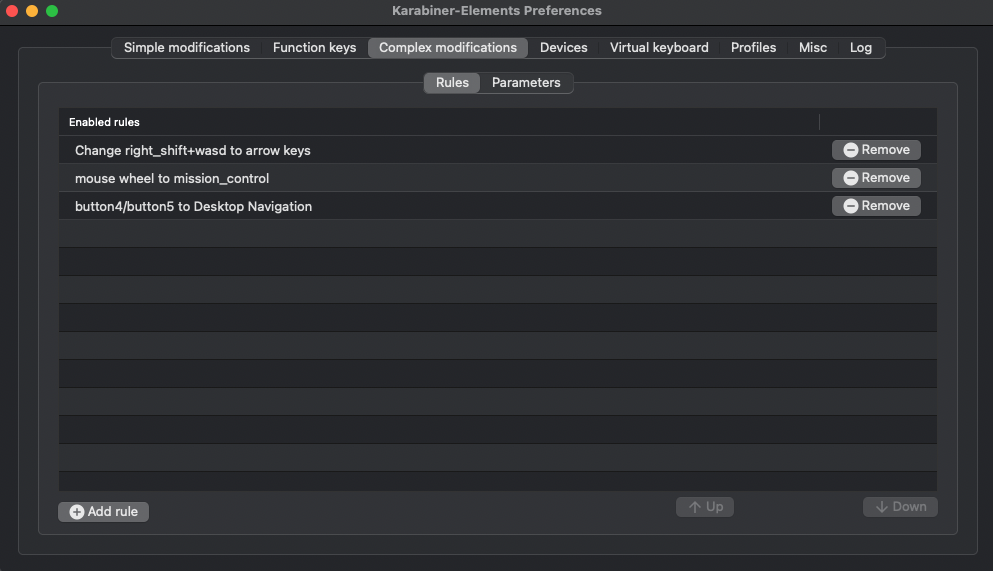 Karabiner-Elements Preferences
Simple modifications Function keys Complex modifications Devices Virtual keyboard Profiles Misc Log
Rules Parameters
Enabled rules
Change right_shift+wasd to arrow keys Remove
mouse wheel to mission_control Remove
button4/button5 to Desktop Navigation Remove
Add rule Up Down